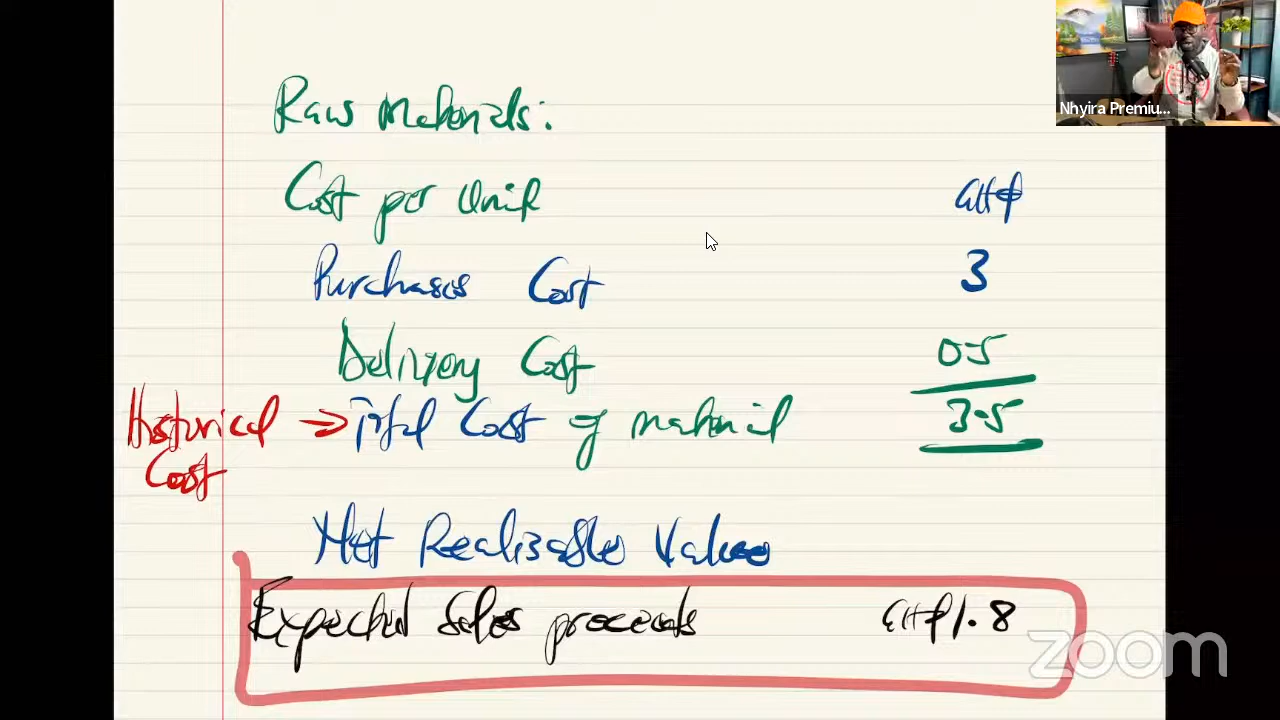 Nhyira Premiu...
Raw Materials:
Cost per Unit GH¢
Purchases Cost 3
Delivery Cost 0.5
Historical Cost → Total Cost of material 3.5
Net Realizable Value
Expected Sales proceeds GH¢1.8
zoom